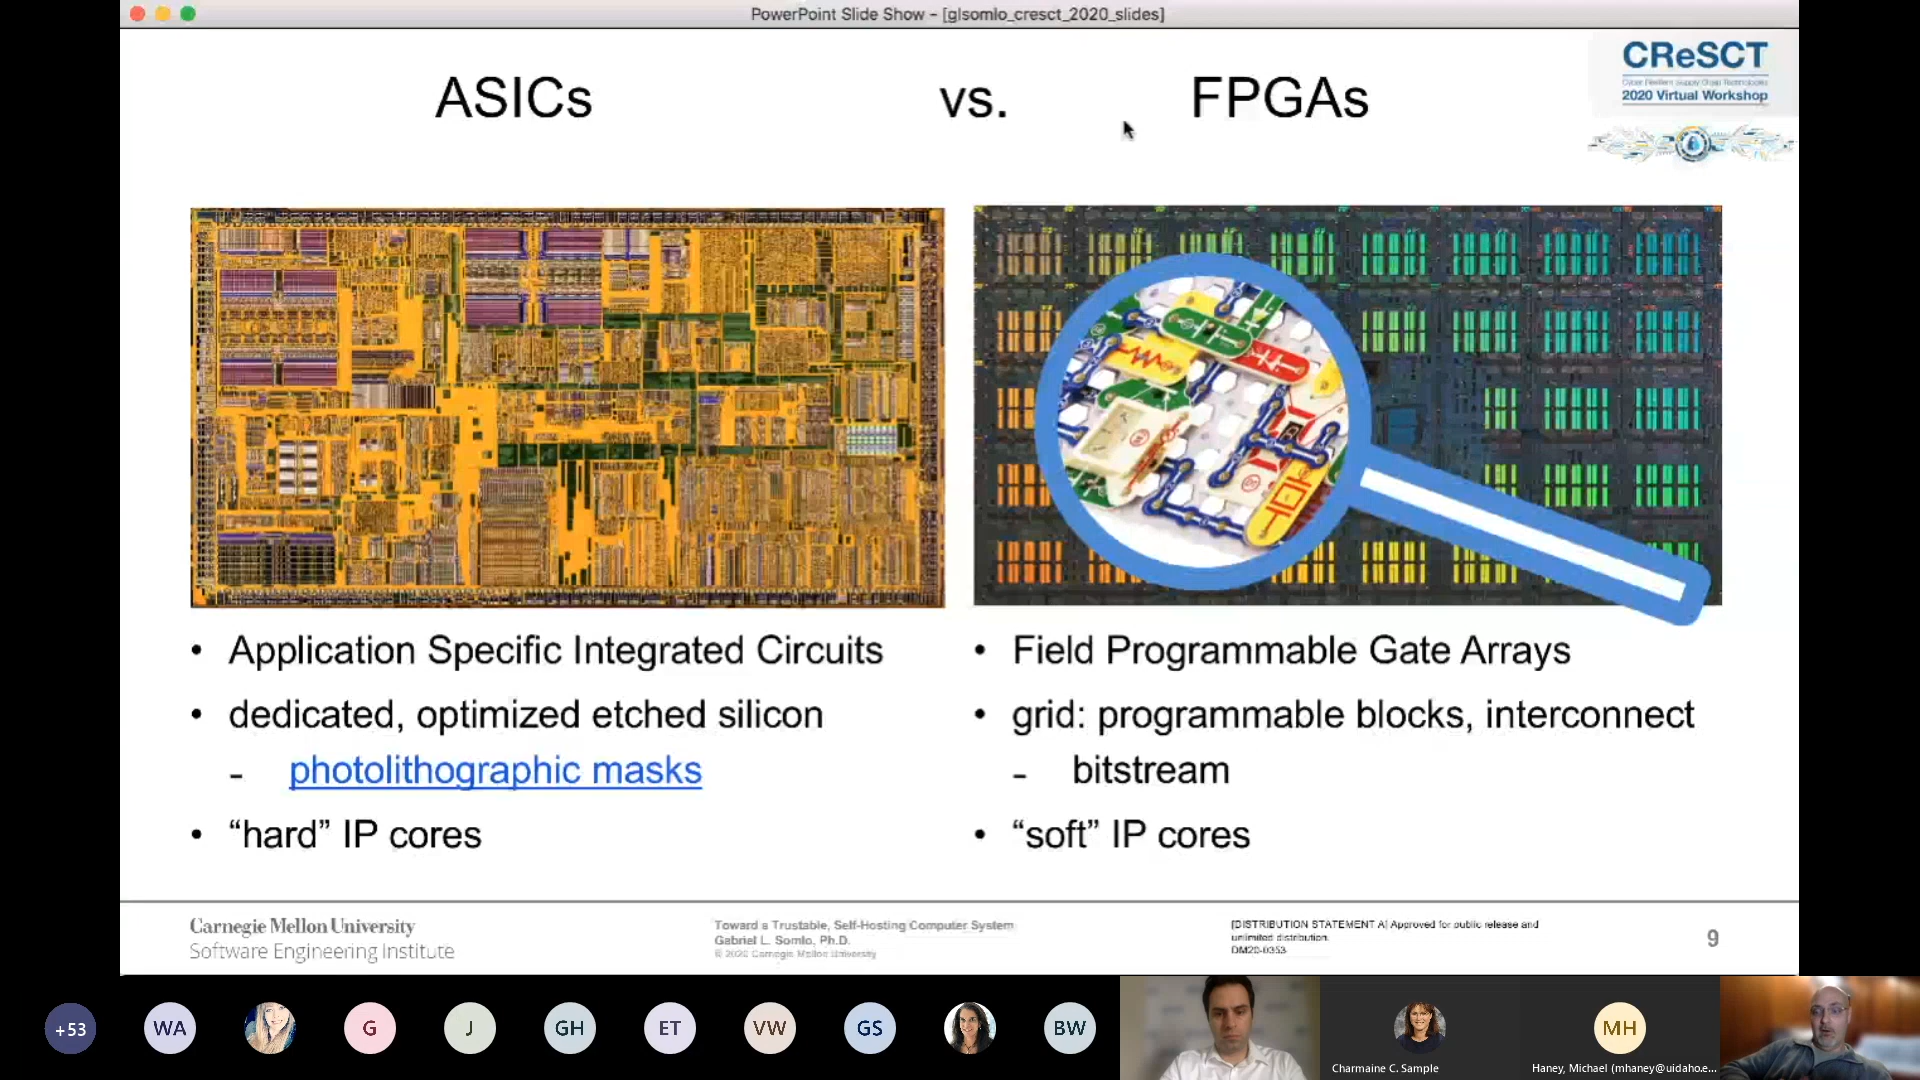 PowerPoint Slide Show - [glsomlo_cresct_2020_slides]
ASICs vs. FPGAs
CReSCT
Cyber Resilient Supply Chain Technologies
2020 Virtual Workshop
• Application Specific Integrated Circuits
• dedicated, optimized etched silicon
- photolithographic masks
• “hard” IP cores
• Field Programmable Gate Arrays
• grid: programmable blocks, interconnect
- bitstream
• “soft” IP cores
Carnegie Mellon University
Software Engineering Institute
Toward a Trustable, Self-Hosting Computer System
Gabriel L. Somlo, Ph.D.
© 2020 Carnegie Mellon University
[DISTRIBUTION STATEMENT A] Approved for public release and
unlimited distribution.
DM20-0353
9
+53
WA
G
J
GH
ET
VW
GS
BW
MH
Charmaine C. Sample
Haney, Michael (mhaney@uidaho.e...